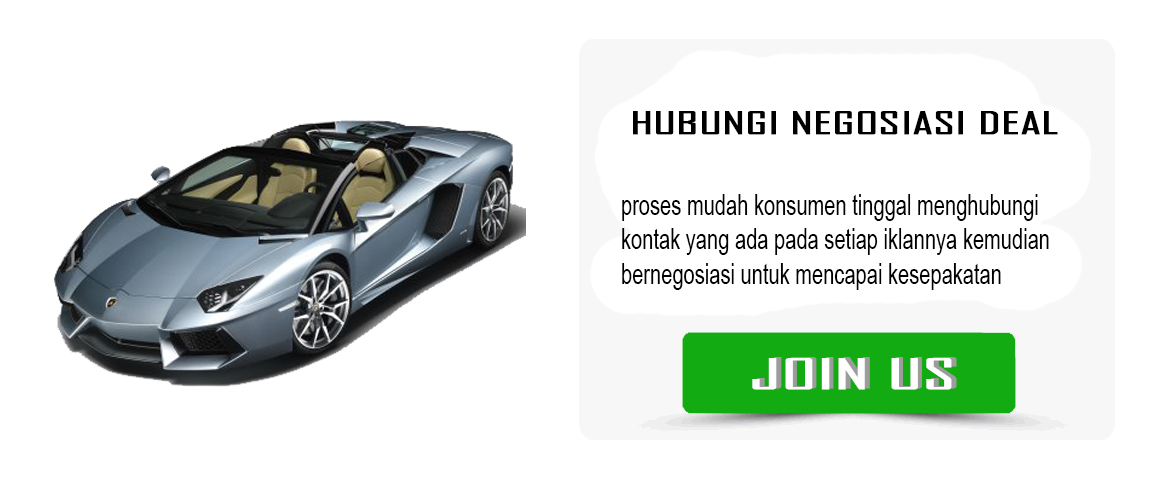 HUBUNGI NEGOSIASI DEAL
proses mudah konsumen tinggal menghubungi
kontak yang ada pada setiap iklannya kemudian
bernegosiasi untuk mencapai kesepakatan
JOIN US